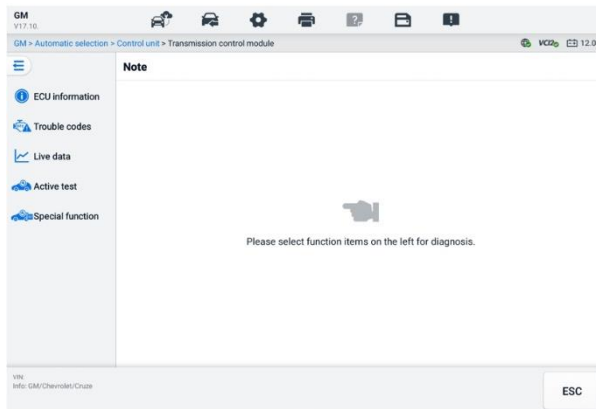 GM
V17.10.
GM > Automatic selection > Control unit > Transmission control module
VCI 12.0
Note
ECU information
Trouble codes
Live data
Active test
Special function
Please select function items on the left for diagnosis.
VIN:
Info: GM/Chevrolet/Cruze
ESC